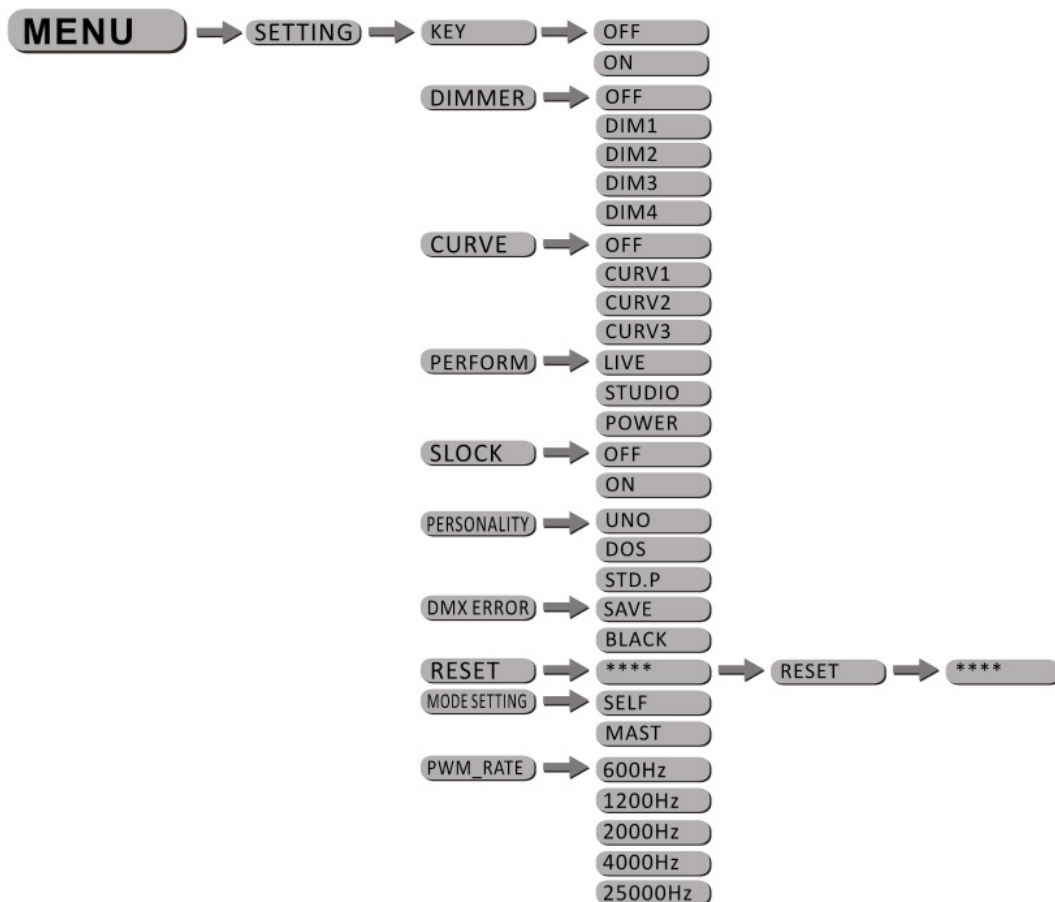 MENU SETTING KEY OFF
ON
DIMMER OFF
DIM1
DIM2
DIM3
DIM4
CURVE OFF
CURV1
CURV2
CURV3
PERFORM LIVE
STUDIO
POWER
SLOCK OFF
ON
PERSONALITY UNO
DOS
STD.P
DMX ERROR SAVE
BLACK
RESET **** RESET ****
MODE SETTING SELF
MAST
PWM_RATE 600Hz
1200Hz
2000Hz
4000Hz
25000Hz